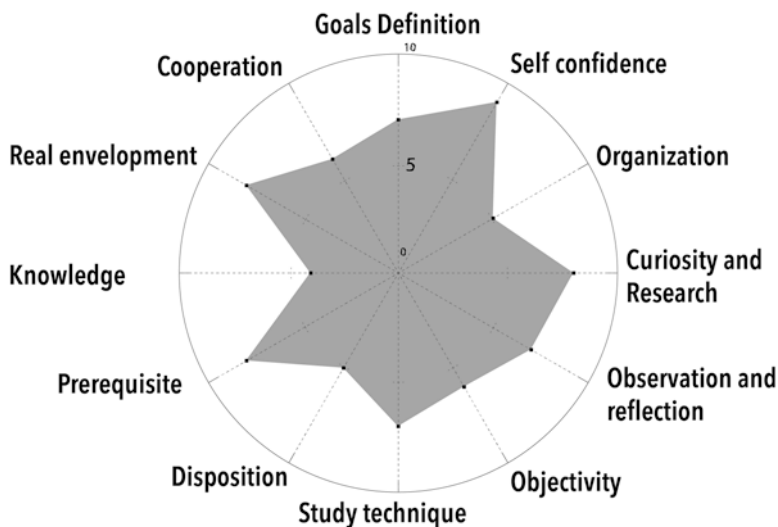 Goals Definition
10
Cooperation
Self confidence
Real envelopment
5
Organization
0
Knowledge
Curiosity and
Research
Prerequisite
Observation and
reflection
Disposition
Objectivity
Study technique